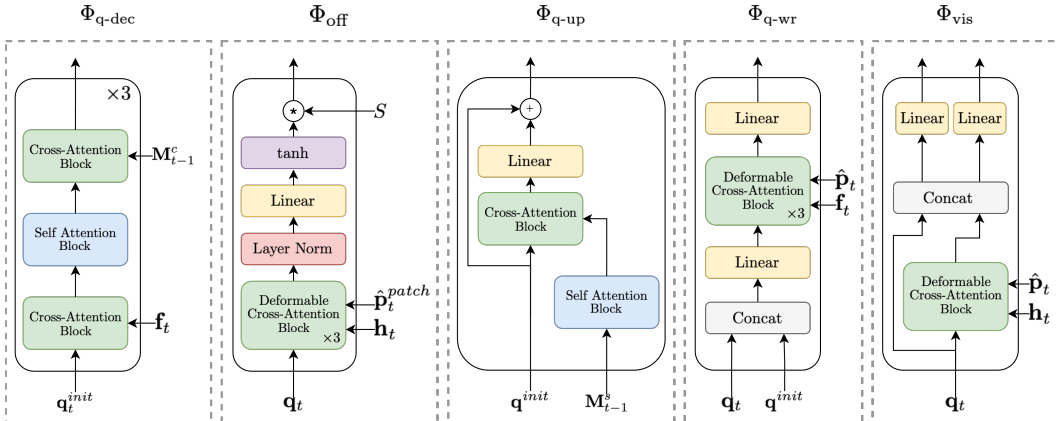 Φq-dec
Φoff
Φq-up
Φq-wr
Φvis
×3
Cross-Attention
Block
M^c_{t−1}
Self Attention
Block
Cross-Attention
Block
f_t
q_t^{init}
*
S
tanh
Linear
Layer Norm
Deformable
Cross-Attention
Block
×3
p̂_t^{patch}
h_t
q_t
+
Linear
Cross-Attention
Block
Self Attention
Block
q^{init}
M^s_{t−1}
Linear
Deformable
Cross-Attention
Block
×3
p̂_t
f_t
Linear
Concat
q_t
q^{init}
Linear
Linear
Concat
Deformable
Cross-Attention
Block
p̂_t
h_t
q_t